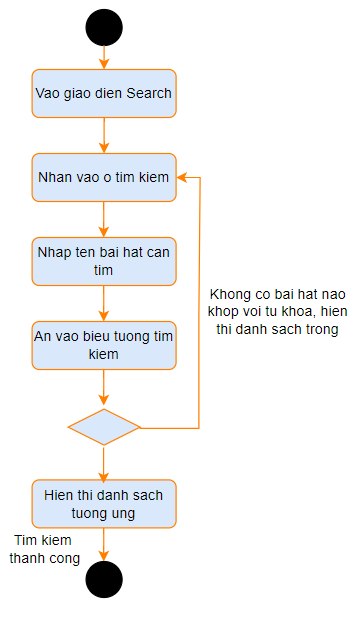 Vao giao dien Search
Nhan vao o tim kiem
Nhap ten bai hat can
tim
An vao bieu tuong tim
kiem
Khong co bai hat nao
khop voi tu khoa, hien
thi danh sach trong
Hien thi danh sach
tuong ung
Tim kiem
thanh cong